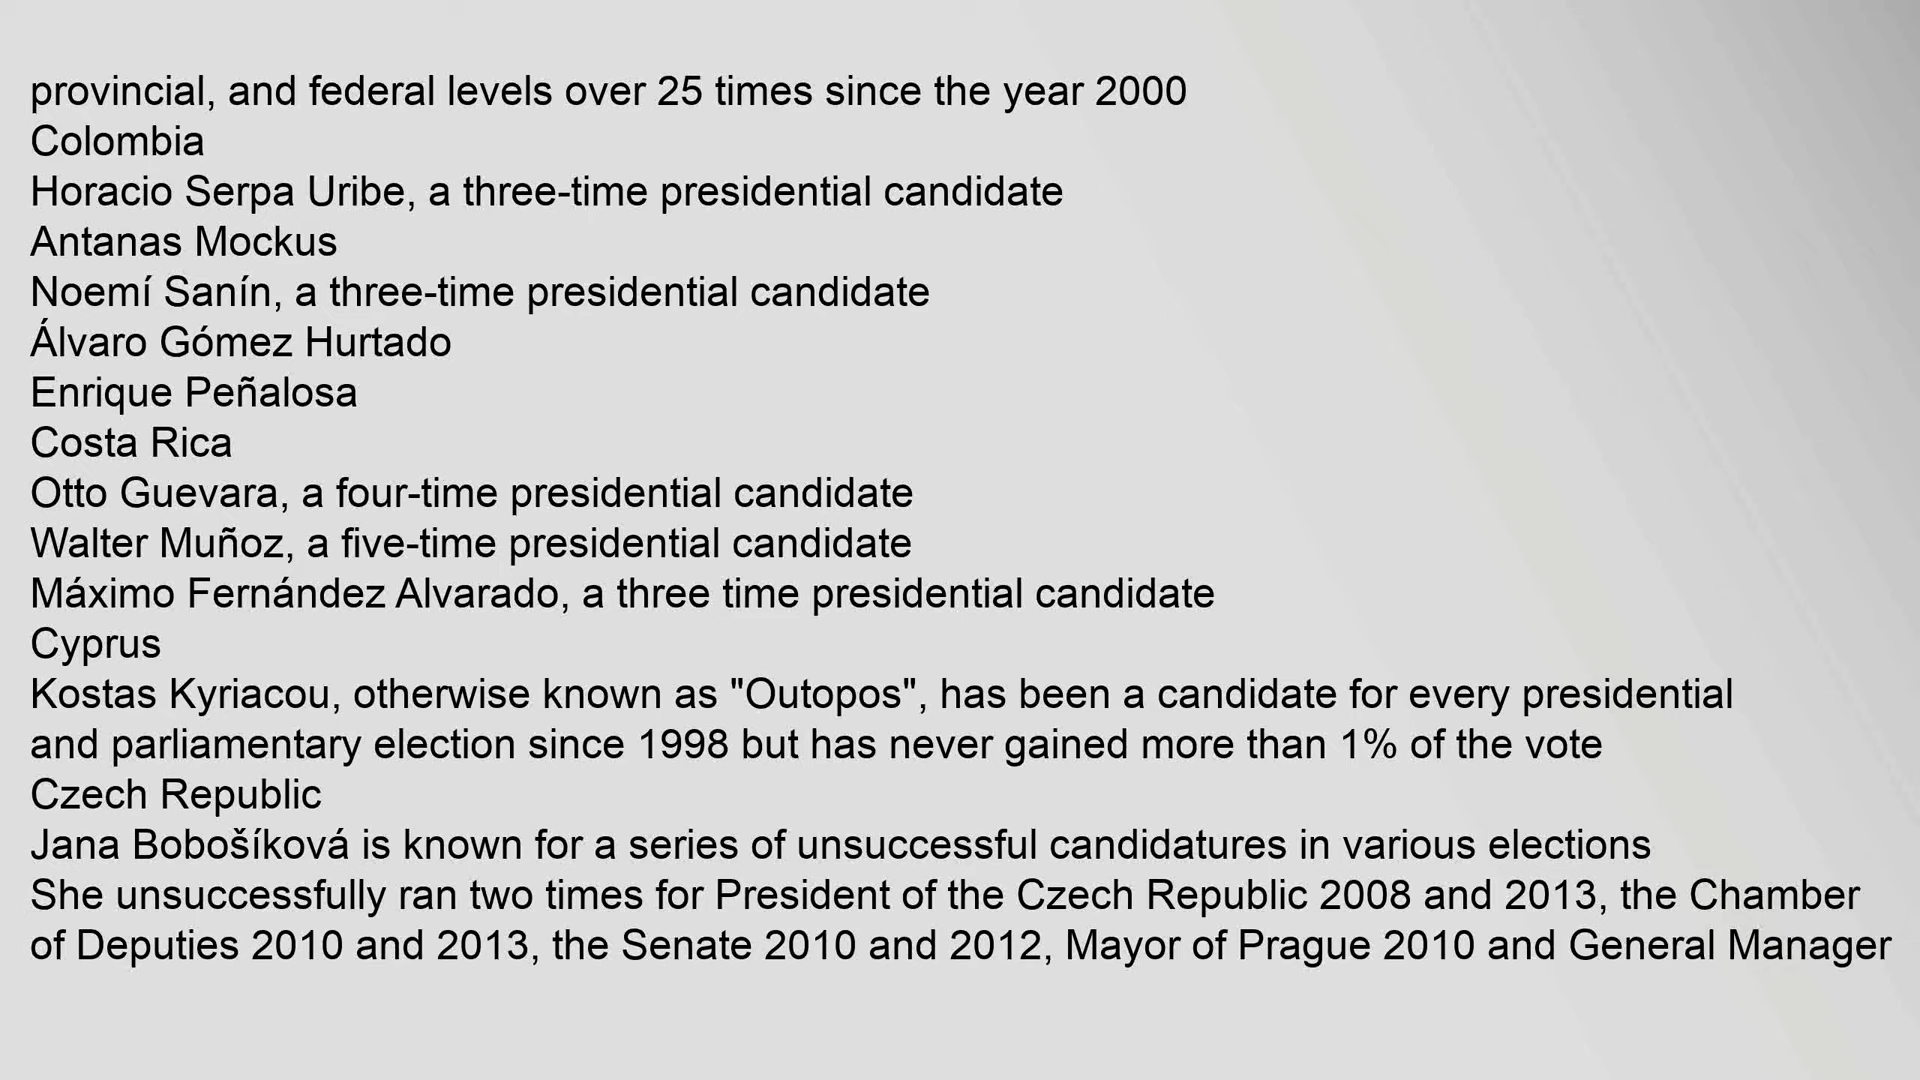 provincial, and federal levels over 25 times since the year 2000
Colombia
Horacio Serpa Uribe, a three-time presidential candidate
Antanas Mockus
Noemí Sanín, a three-time presidential candidate
Álvaro Gómez Hurtado
Enrique Peñalosa
Costa Rica
Otto Guevara, a four-time presidential candidate
Walter Muñoz, a five-time presidential candidate
Máximo Fernández Alvarado, a three time presidential candidate
Cyprus
Kostas Kyriacou, otherwise known as "Outopos", has been a candidate for every presidential
and parliamentary election since 1998 but has never gained more than 1% of the vote
Czech Republic
Jana Bobošíková is known for a series of unsuccessful candidatures in various elections
She unsuccessfully ran two times for President of the Czech Republic 2008 and 2013, the Chamber
of Deputies 2010 and 2013, the Senate 2010 and 2012, Mayor of Prague 2010 and General Manager